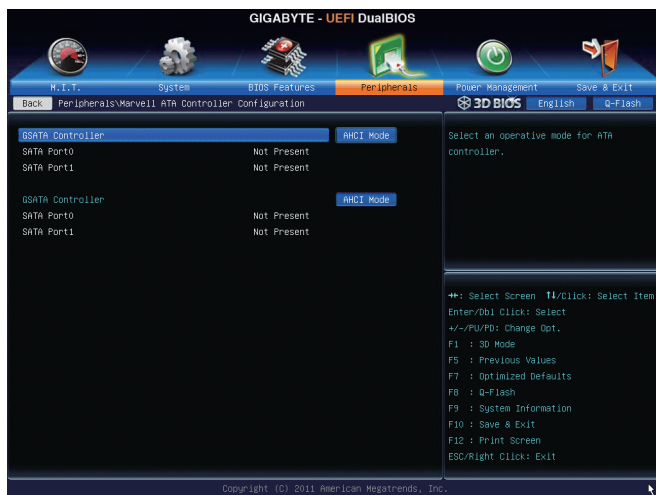 GIGABYTE - UEFI DualBIOS
M.I.T. System BIOS Features Peripherals Power Management Save & Exit
Back Peripherals\Marvell ATA Controller Configuration 3D BIOS English Q-Flash
GSATA Controller AHCI Mode
SATA Port0 Not Present
SATA Port1 Not Present
GSATA Controller AHCI Mode
SATA Port0 Not Present
SATA Port1 Not Present
Select an operative mode for ATA
controller.
→←: Select Screen ↑↓/Click: Select Item
Enter/Dbl Click: Select
+/-/PU/PD: Change Opt.
F1 : 3D Mode
F5 : Previous Values
F7 : Optimized Defaults
F8 : Q-Flash
F9 : System Information
F10 : Save & Exit
F12 : Print Screen
ESC/Right Click: Exit
Copyright (C) 2011 American Megatrends, Inc.